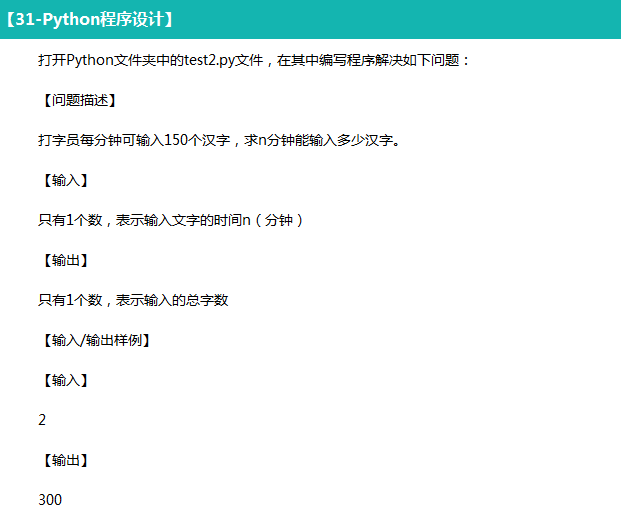 【31-Python程序设计】
打开Python文件夹中的test2.py文件，在其中编写程序解决如下问题：
【问题描述】
打字员每分钟可输入150个汉字，求n分钟能输入多少汉字。
【输入】
只有1个数，表示输入文字的时间n（分钟）
【输出】
只有1个数，表示输入的总字数
【输入/输出样例】
【输入】
2
【输出】
300